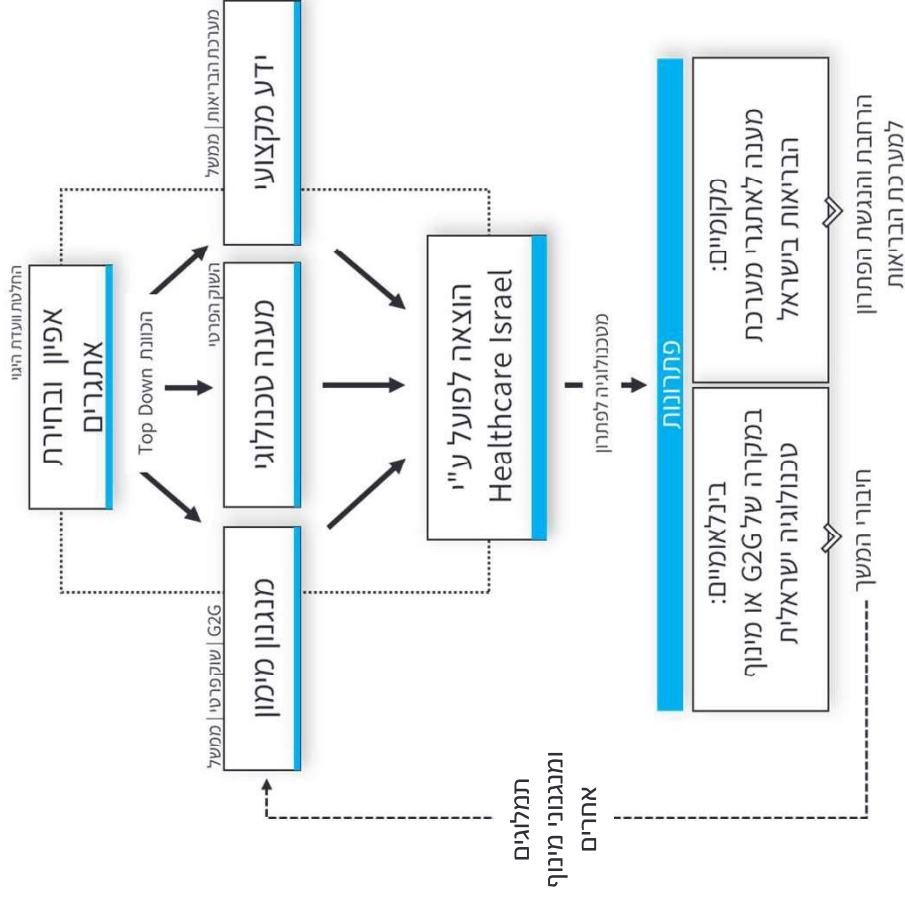 החלטת וועדת היגוי
אפון ובחירת
אתגרים
הכוונת Top Down
מערכת הבריאות | ממשל
ידע מקצועי
השוק הפרטי
מענה טכנולוגי
G2G | שוק פרטי | ממשל
מנגנון מימון
הוצאה לפועל ע"י
Healthcare Israel
מטכנולוגיה לפתרון
פתרונות
מקומיים:
מענה לאתגרי מערכת
הבריאות בישראל
בינלאומיים:
במקרה של G2G או מינוף
טכנולוגיה ישראלית
הרחבת והנגשת הפתרון
למערכת הבריאות
חיבורי המשך
תמלוגים
ומנגנוני מינוף
אחרים